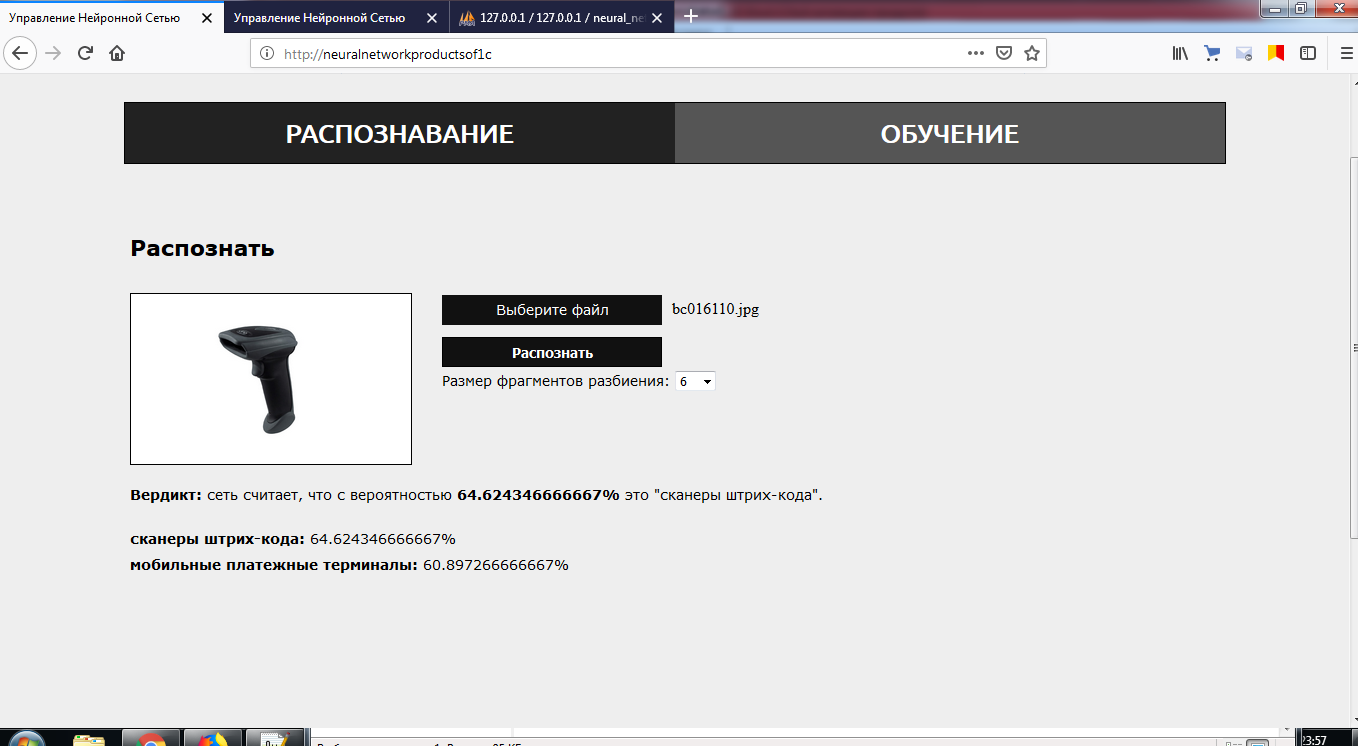 Управление Нейронной Сетью
Управление Нейронной Сетью
127.0.0.1 / 127.0.0.1 / neural_ne
http://neuralnetworkproductsof1c
РАСПОЗНАВАНИЕ
ОБУЧЕНИЕ
Распознать
Выберите файл bc016110.jpg
Распознать
Размер фрагментов разбиения: 6
Вердикт: сеть считает, что с вероятностью 64.624346666667% это "сканеры штрих-кода".
сканеры штрих-кода: 64.624346666667%
мобильные платежные терминалы: 60.897266666667%
23:57